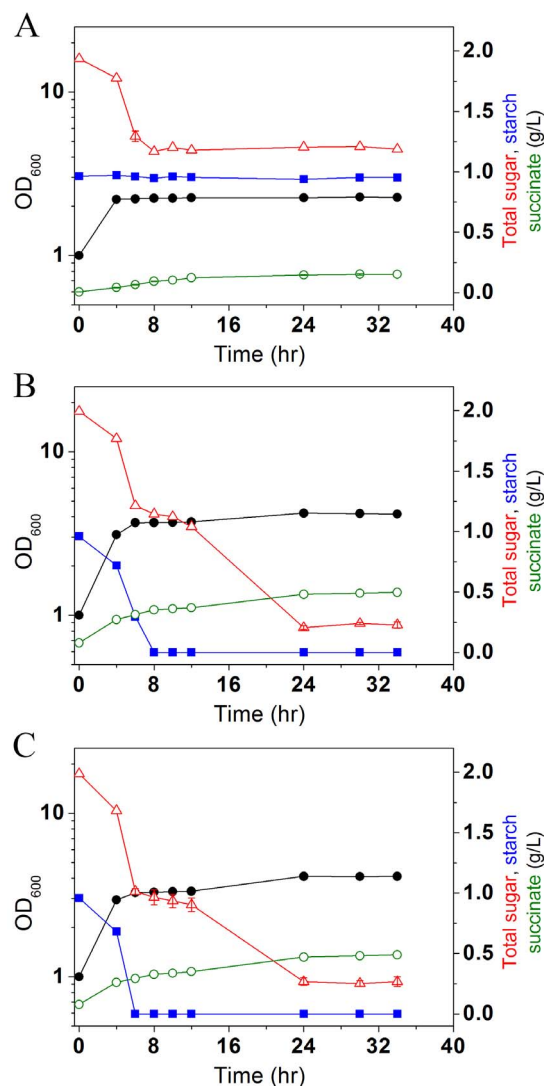 A
OD600
10
1
2.0
1.5
1.0
0.5
0.0
Total sugar, starch
succinate (g/L)
0 8 16 24 32 40
Time (hr)
B
OD600
10
1
2.0
1.5
1.0
0.5
0.0
Total sugar, starch
succinate (g/L)
0 8 16 24 32 40
Time (hr)
C
OD600
10
1
2.0
1.5
1.0
0.5
0.0
Total sugar, starch
succinate (g/L)
0 8 16 24 32 40
Time (hr)